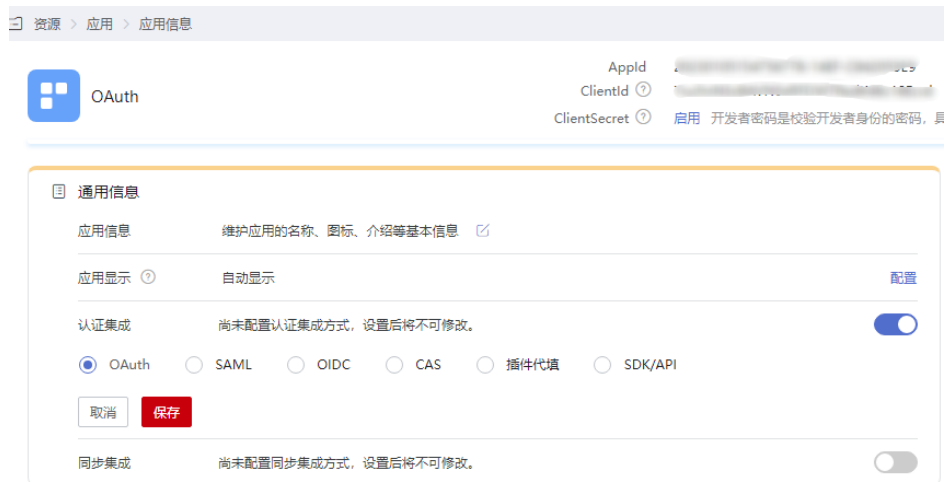 资源 > 应用 > 应用信息
OAuth
AppId
ClientId ?
ClientSecret ? 启用 开发者密码是校验开发者身份的密码，具
通用信息
应用信息 维护应用的名称、图标、介绍等基本信息
应用显示 ? 自动显示 配置
认证集成 尚未配置认证集成方式，设置后将不可修改。
OAuth SAML OIDC CAS 插件代填 SDK/API
取消 保存
同步集成 尚未配置同步集成方式，设置后将不可修改。